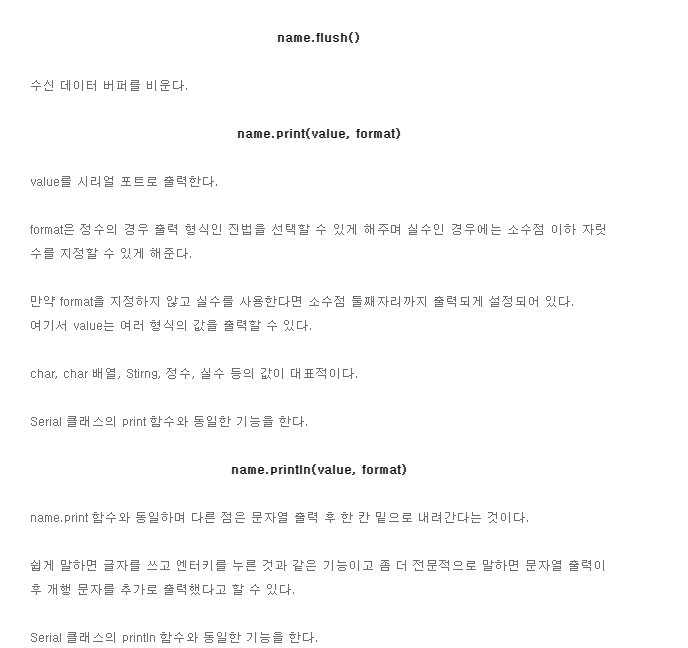 name.flush()
수신 데이터 버퍼를 비운다.
name.print(value, format)
value를 시리얼 포트로 출력한다.
format은 정수의 경우 출력 형식인 진법을 선택할 수 있게 해주며 실수인 경우에는 소수점 이하 자릿
수를 지정할 수 있게 해준다.
만약 format을 지정하지 않고 실수를 사용한다면 소수점 둘째자리까지 출력되게 설정되어 있다.
여기서 value는 여러 형식의 값을 출력할 수 있다.
char, char 배열, Stirng, 정수, 실수 등의 값이 대표적이다.
Serial 클래스의 print 함수와 동일한 기능을 한다.
name.println(value, format)
name.print 함수와 동일하며 다른 점은 문자열 출력 후 한 칸 밑으로 내려간다는 것이다.
쉽게 말하면 글자를 쓰고 엔터키를 누른 것과 같은 기능이고 좀 더 전문적으로 말하면 문자열 출력이
후 개행 문자를 추가로 출력했다고 할 수 있다.
Serial 클래스의 println 함수와 동일한 기능을 한다.